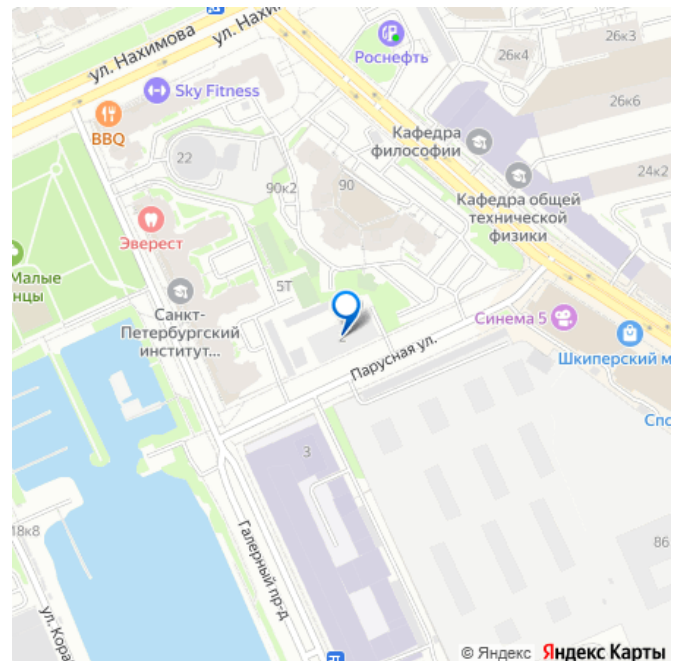 ул. Нахимова
ул. Нахим
Роснефть
26к4
26к3
Sky Fitness
26к6
BBQ
Кафедра
философии
22
90к2
90
24к2
Кафедра общей
технической
физики
Эверест
Малые
нцы
5Т
Санкт-
Петербургский
институт...
2
Синема 5
Парусная ул.
Шкиперский м
Спо
3
18к8
Галерный пр-д
86
ул. Кора
© Яндекс Яндекс Карты